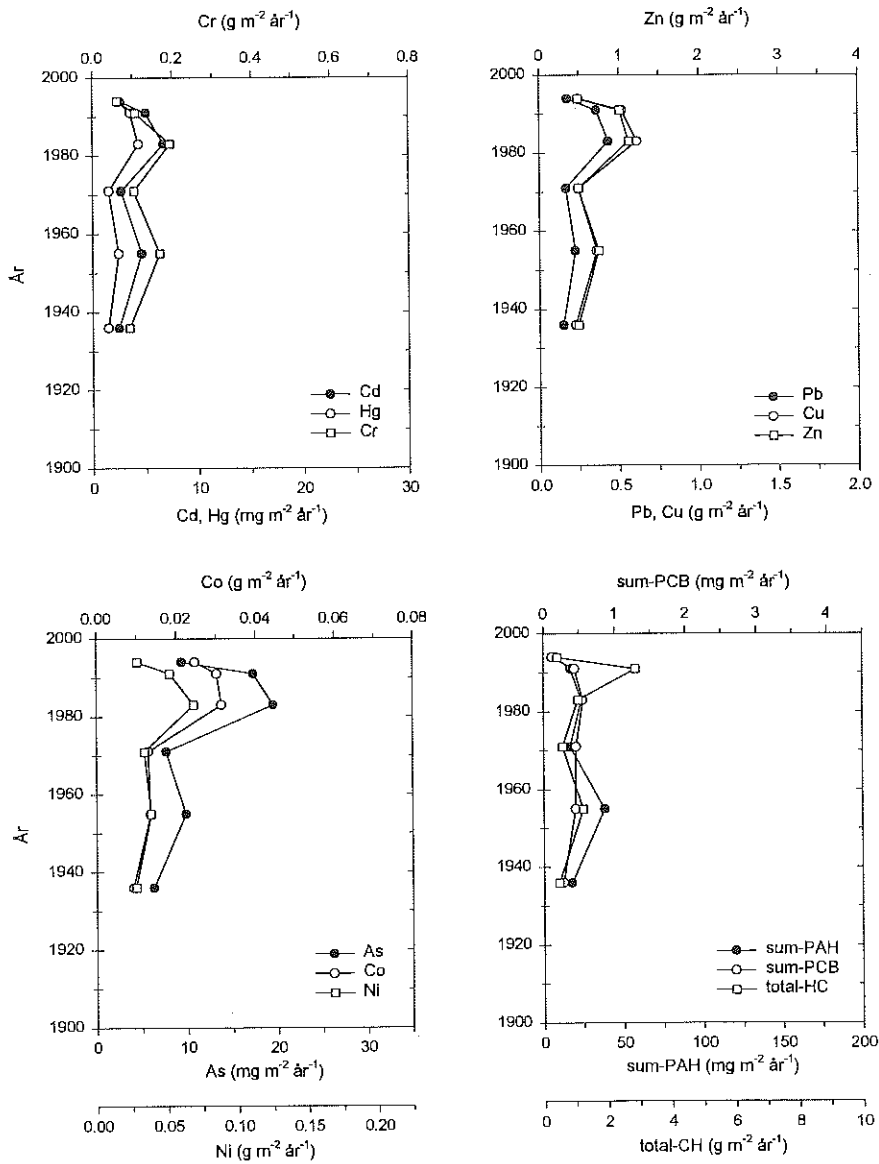 Cr (g m⁻² år⁻¹)
0.0 0.2 0.4 0.6 0.8
2000
1980
1960
År
1940
1920
1900
Cd
Hg
Cr
0 10 20 30
Cd, Hg (mg m⁻² år⁻¹)
Zn (g m⁻² år⁻¹)
0 1 2 3 4
2000
1980
1960
1940
1920
1900
Pb
Cu
Zn
0.0 0.5 1.0 1.5 2.0
Pb, Cu (g m⁻² år⁻¹)
Co (g m⁻² år⁻¹)
0.00 0.02 0.04 0.06 0.08
2000
1980
1960
År
1940
1920
1900
As
Co
Ni
0 10 20 30
As (mg m⁻² år⁻¹)
0.00 0.05 0.10 0.15 0.20
Ni (g m⁻² år⁻¹)
sum-PCB (mg m⁻² år⁻¹)
0 1 2 3 4
2000
1980
1960
1940
1920
1900
sum-PAH
sum-PCB
total-HC
0 50 100 150 200
sum-PAH (mg m⁻² år⁻¹)
0 2 4 6 8 10
total-CH (g m⁻² år⁻¹)